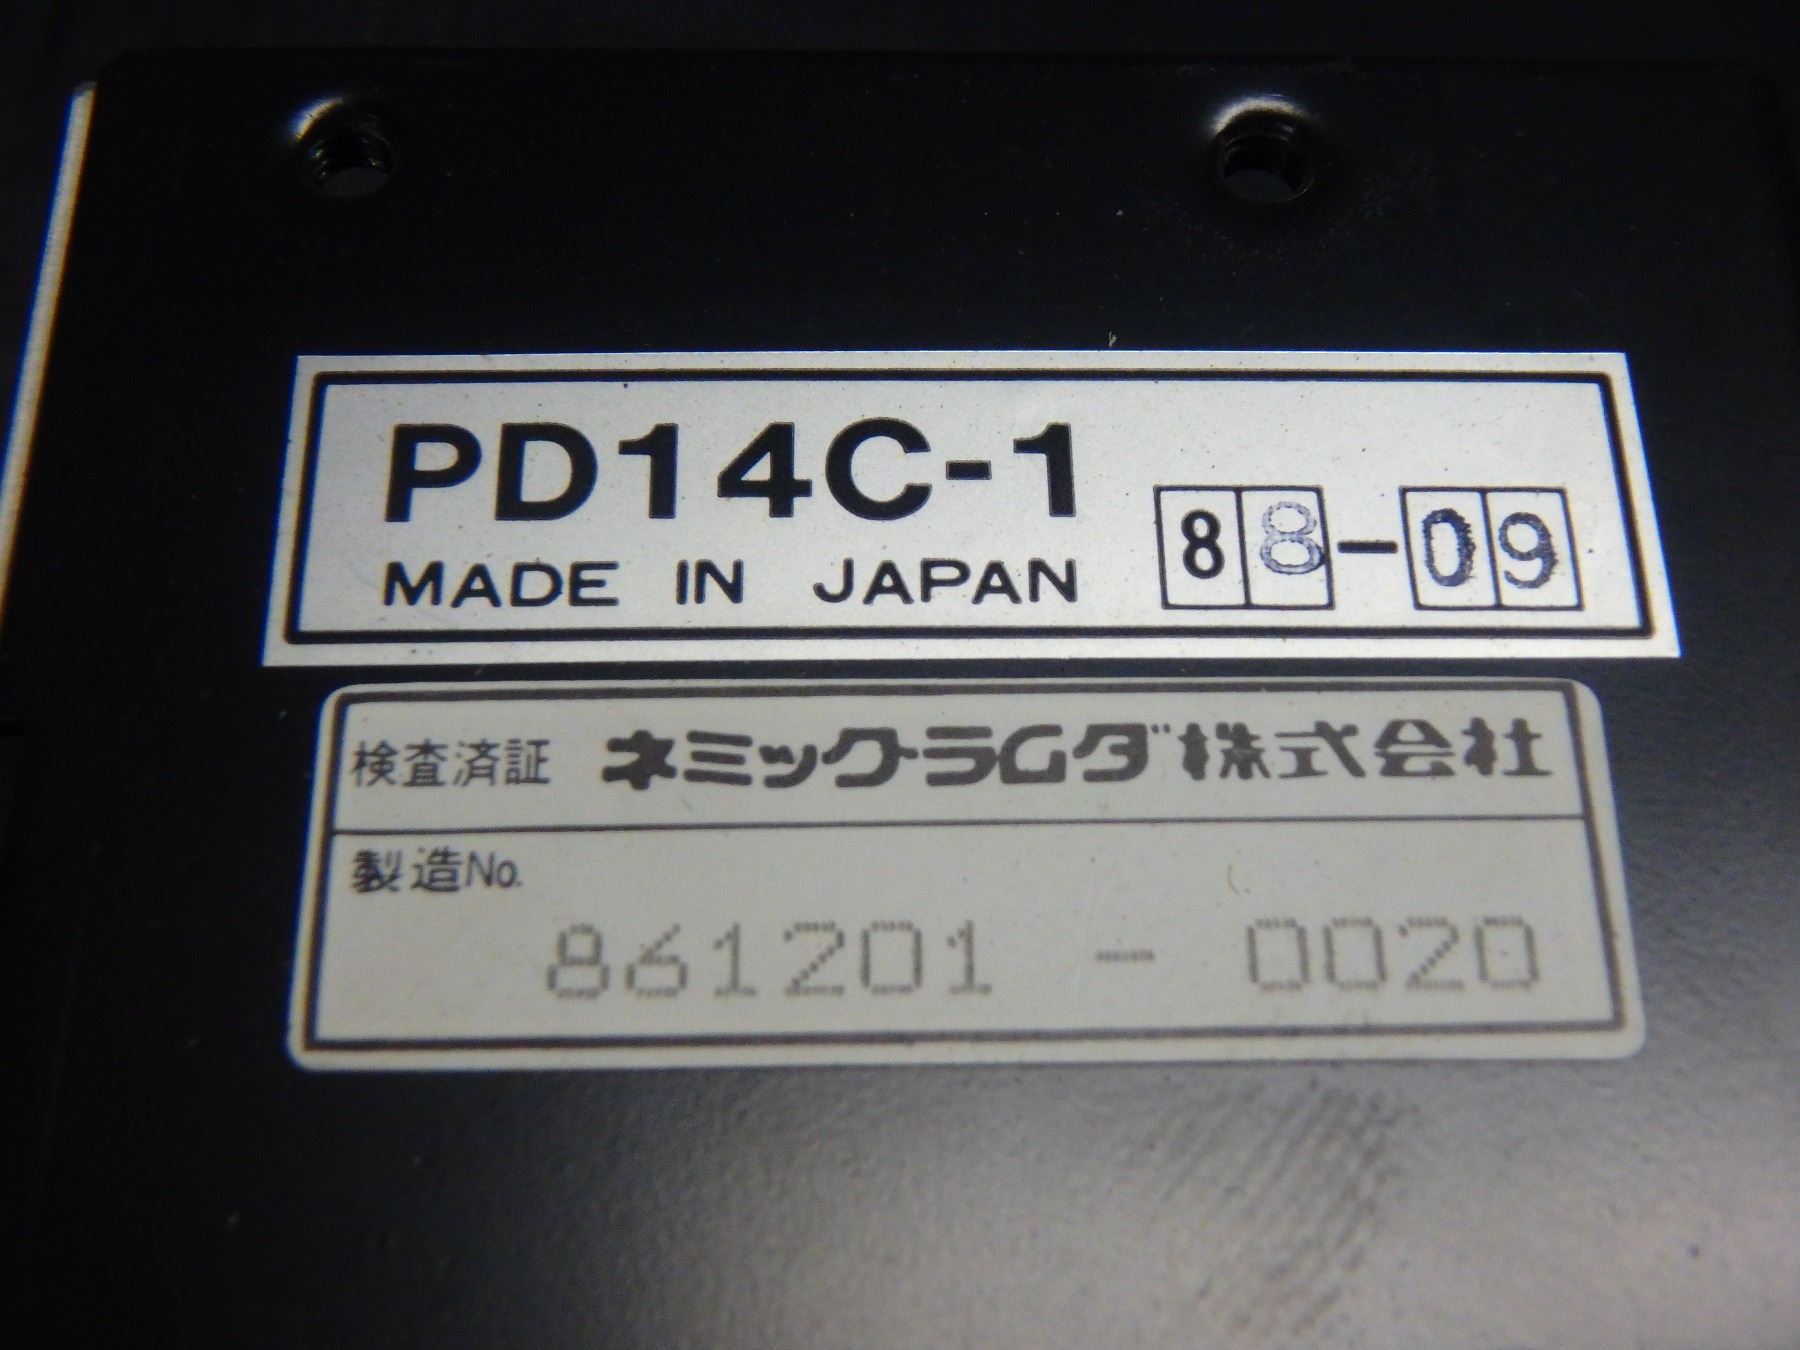 PD14C-1
MADE IN JAPAN 88-09
検査済証 ネミック・ラムダ株式会社
製造No.
861201 - 0020